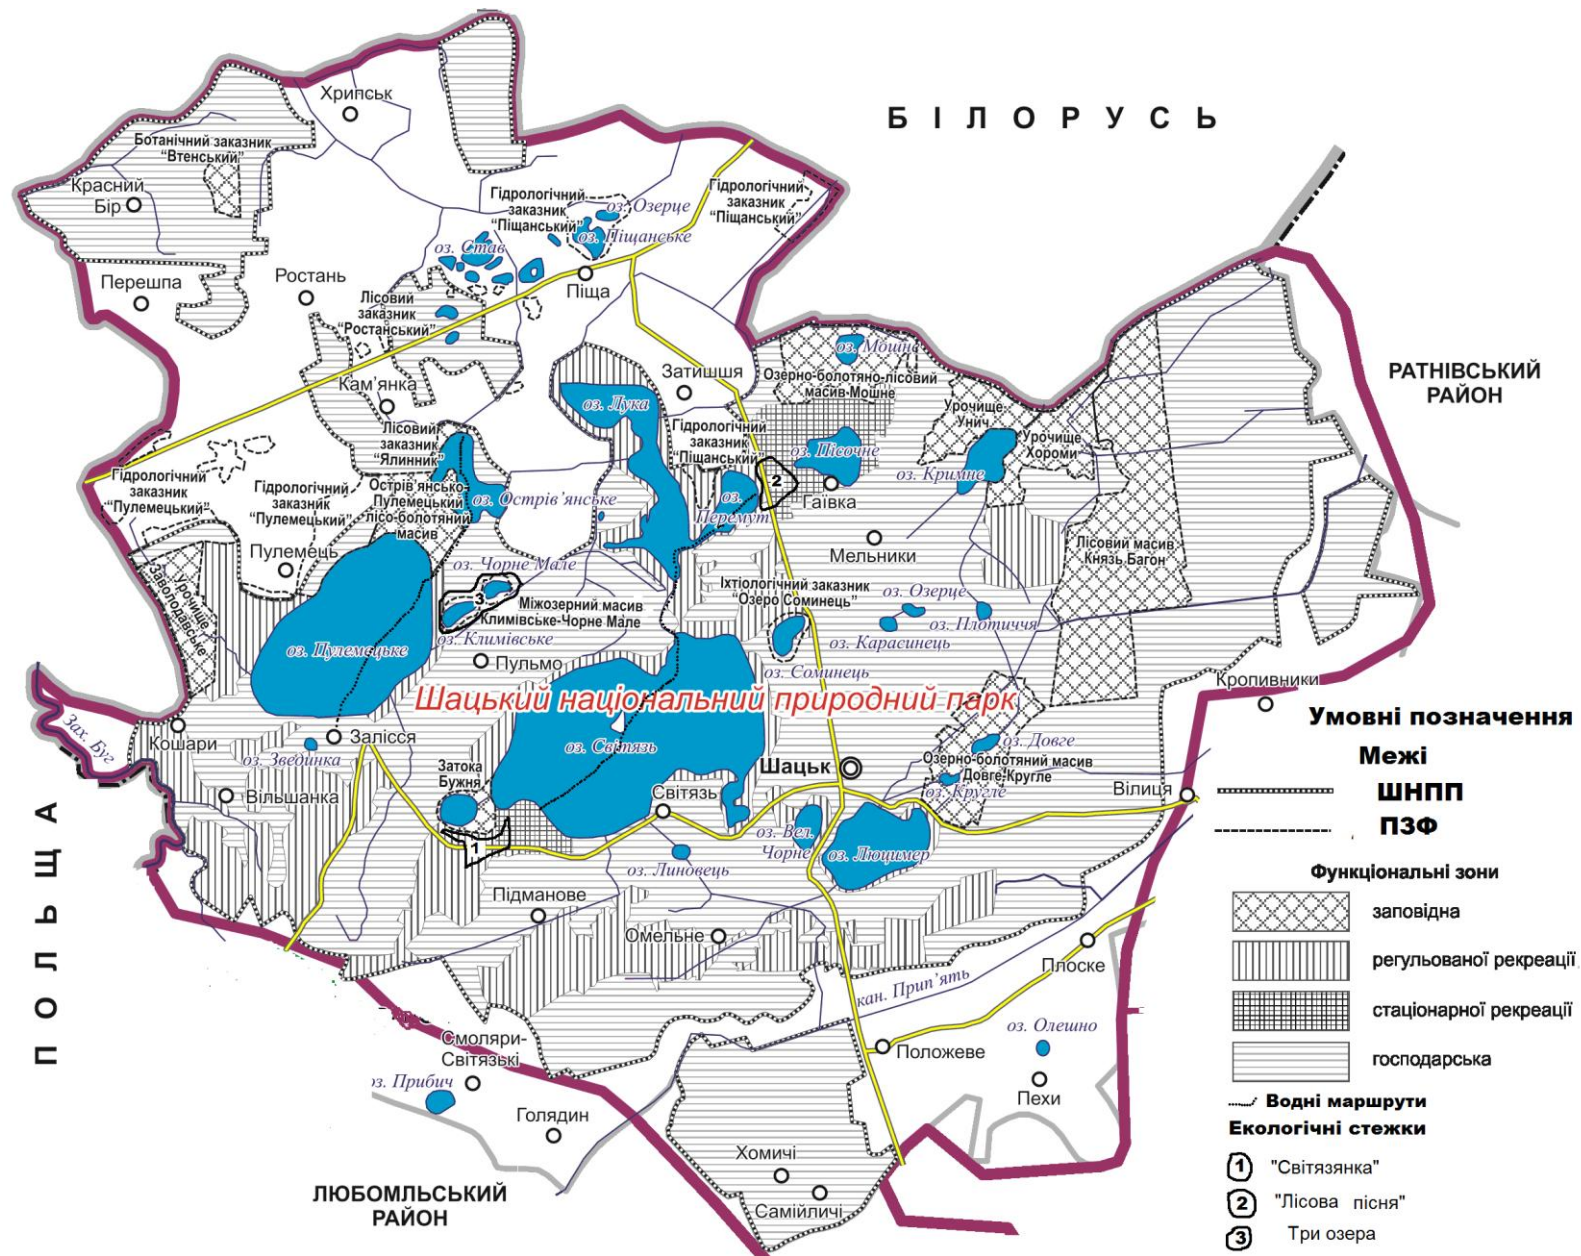 БІЛОРУСЬ
Хрипськ
Ботанічний заказник
"Втенський"
Красний
Бір
Гідрологічний
заказник
"Піщанський"
оз. Озерце
оз. Піщанське
Гідрологічний
заказник
"Піщанський"
оз. Став
Перешпа
Ростань
Піща
Лісовий
заказник
"Ростанський"
оз. Мошне
Озерно-болотяно-лісовий
масив-Мошне
РАТНІВСЬКИЙ
РАЙОН
Затишшя
Кам'янка
оз. Лука
Урочище
Унич
Лісовий
заказник
"Ялинник"
Гідрологічний
заказник
"Піщанський"
Урочище
Хороми
оз. Пісочне
оз. Кримне
Гідрологічний
заказник
"Пулемецький"
Гідрологічний
заказник
"Пулемецький"
Острів'янсько-
Пулемецький
лісо-болотяний
масив
оз. Острів'янське
оз.
Перемут
2
Гаївка
Пулемець
Мельники
Лісовий масив
Князь Багон
Урочище
Заболодавське
оз. Чорне Мале
3
Міжозерний масив
Климівське-Чорне Мале
оз. Климівське
Іхтіологічний заказник
"Озеро Соминець"
оз. Озерце
оз. Плотиччя
оз. Карасинець
оз. Соминець
оз. Пулемецьке
Пульмо
Шацький національний природний парк
Кропивники
Зах. Буг
Кошари
Залісся
оз. Звединка
оз. Світязь
оз. Довге
Озерно-болотяний масив
Довге-Кругле
оз. Кругле
Затока
Бужня
Шацьк
Вільшанка
Світязь
Вілиця
1
оз. Вел.
Чорне
оз. Люцимер
оз. Линовець
ПОЛЬЩА
Підманове
Омельне
Плоске
кан. Прип'ять
Смоляри-
Світязькі
Положеве
оз. Олешно
оз. Прибич
Пехи
Голядин
Хомичі
Самійличі
ЛЮБОМЛЬСЬКИЙ
РАЙОН
Умовні позначення
Межі
ШНПП
ПЗФ
Функціональні зони
заповідна
регульованої рекреації
стаціонарної рекреації
господарська
Водні маршрути
Екологічні стежки
1 "Світязянка"
2 "Лісова пісня"
3 Три озера